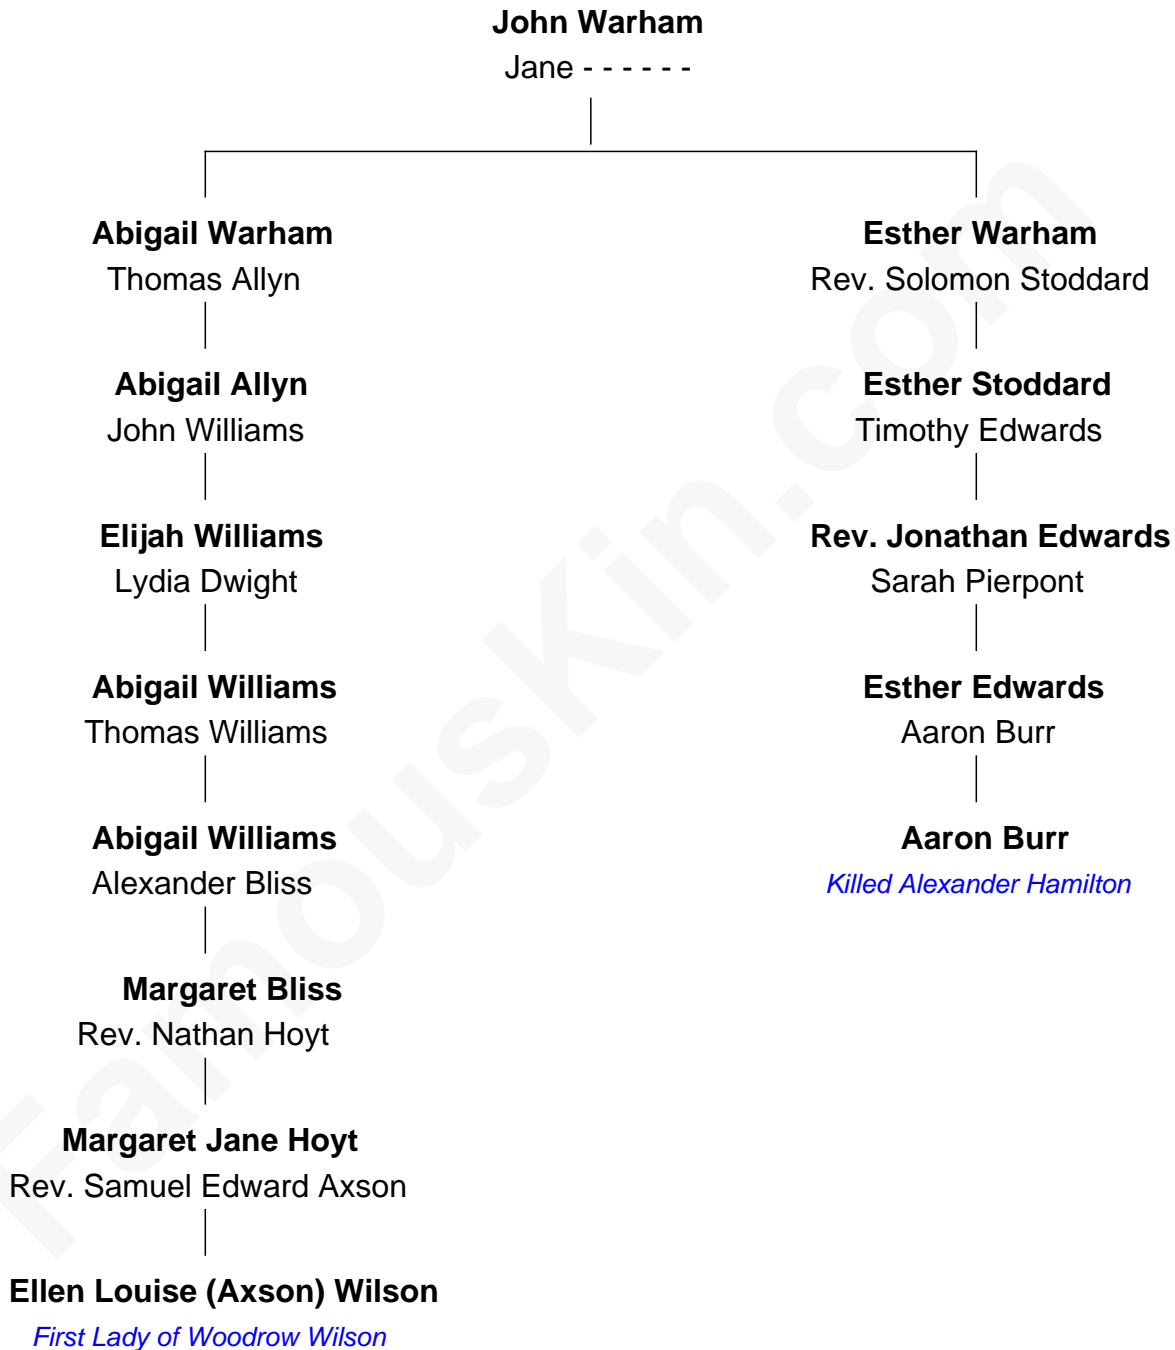 John Warham
Jane - - - - - -
Abigail Warham
Thomas Allyn
Abigail Allyn
John Williams
Elijah Williams
Lydia Dwight
Abigail Williams
Thomas Williams
Abigail Williams
Alexander Bliss
Margaret Bliss
Rev. Nathan Hoyt
Margaret Jane Hoyt
Rev. Samuel Edward Axson
Ellen Louise (Axson) Wilson
First Lady of Woodrow Wilson
Esther Warham
Rev. Solomon Stoddard
Esther Stoddard
Timothy Edwards
Rev. Jonathan Edwards
Sarah Pierpont
Esther Edwards
Aaron Burr
Aaron Burr
Killed Alexander Hamilton
FamousKin.com